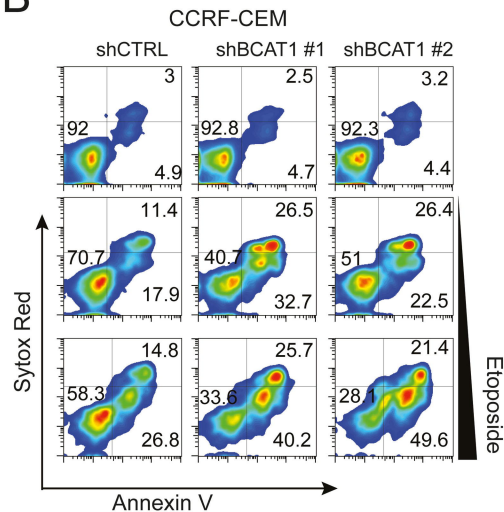 B
CCRF-CEM
shCTRL shBCAT1 #1 shBCAT1 #2
3 2.5 3.2
92 92.8 92.3
4.9 4.7 4.4
11.4 26.5 26.4
70.7 40.7 51
17.9 32.7 22.5
14.8 25.7 21.4
58.3 33.6 28.1
26.8 40.2 49.6
Sytox Red
Etoposide
Annexin V